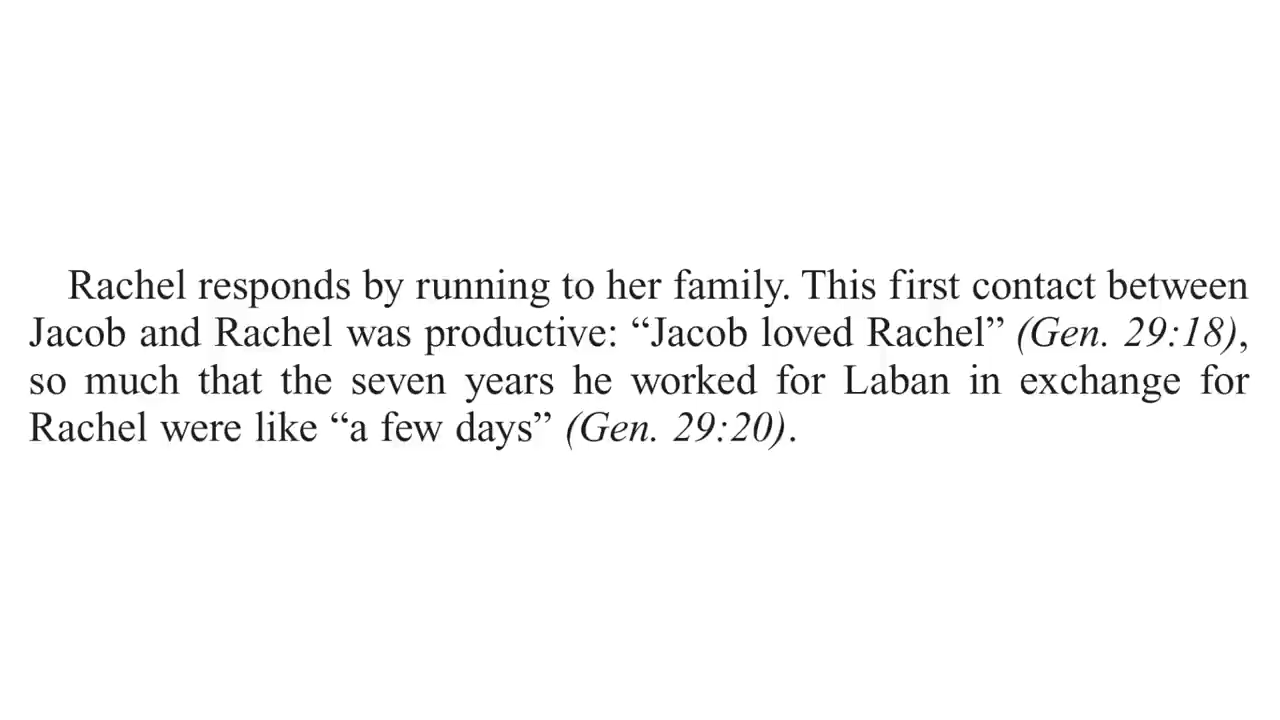 Rachel responds by running to her family. This first contact between
Jacob and Rachel was productive: “Jacob loved Rachel” (Gen. 29:18),
so much that the seven years he worked for Laban in exchange for
Rachel were like “a few days” (Gen. 29:20).